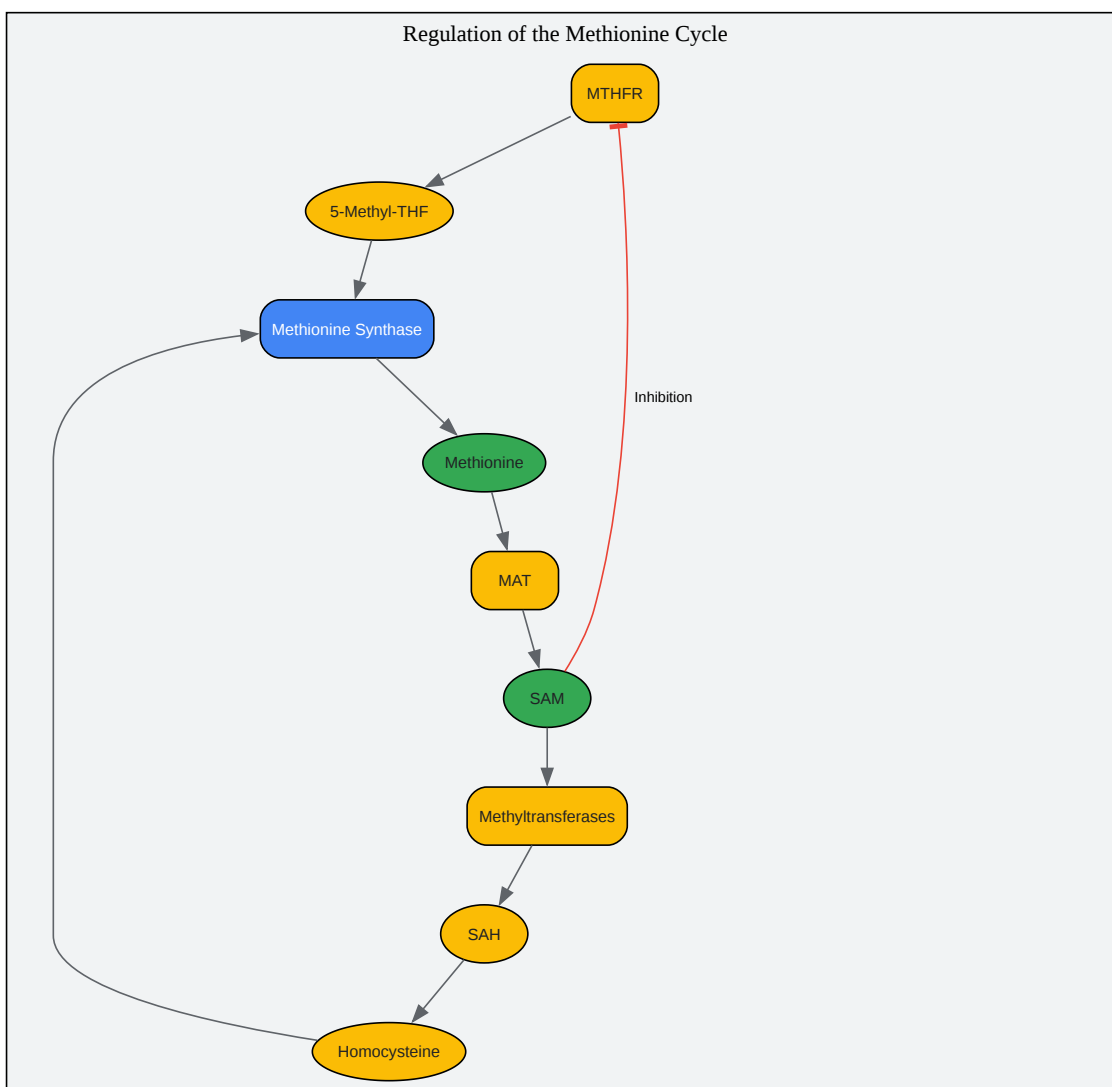 Regulation of the Methionine Cycle
MTHFR
5-Methyl-THF
Methionine Synthase
Inhibition
Methionine
MAT
SAM
Methyltransferases
SAH
Homocysteine